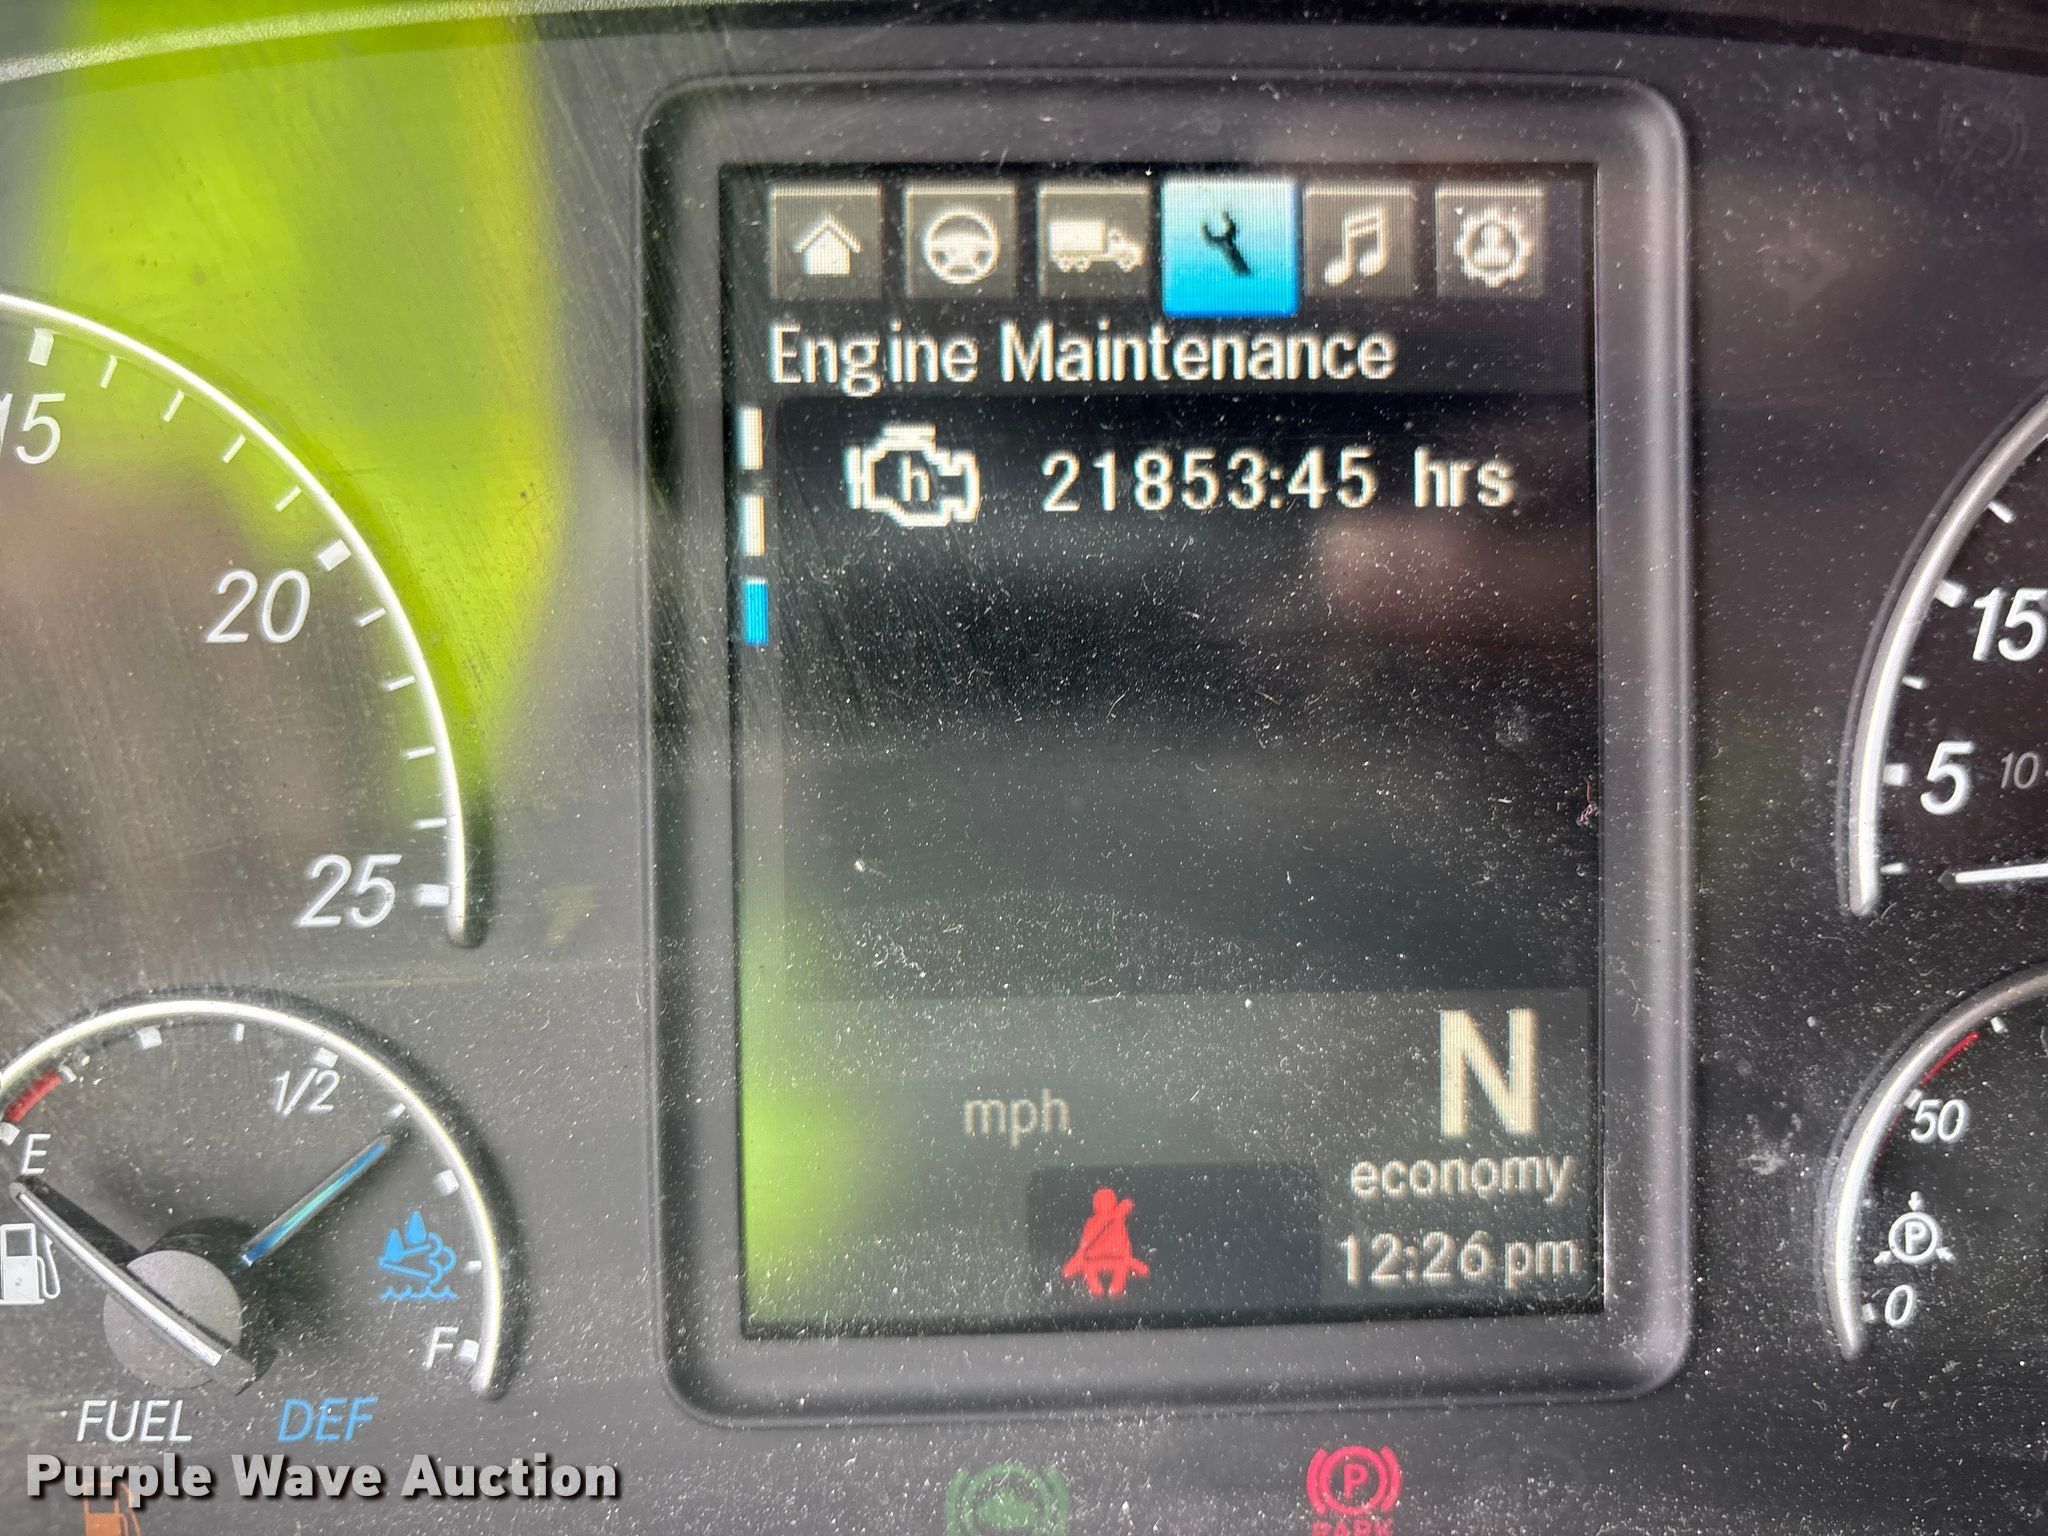 Engine Maintenance
h 21853:45 hrs
15
20
25
15
5 10
1/2
E
F
FUEL DEF
mph
N
economy
12:26 pm
50
P
0
P
PARK
Purple Wave Auction